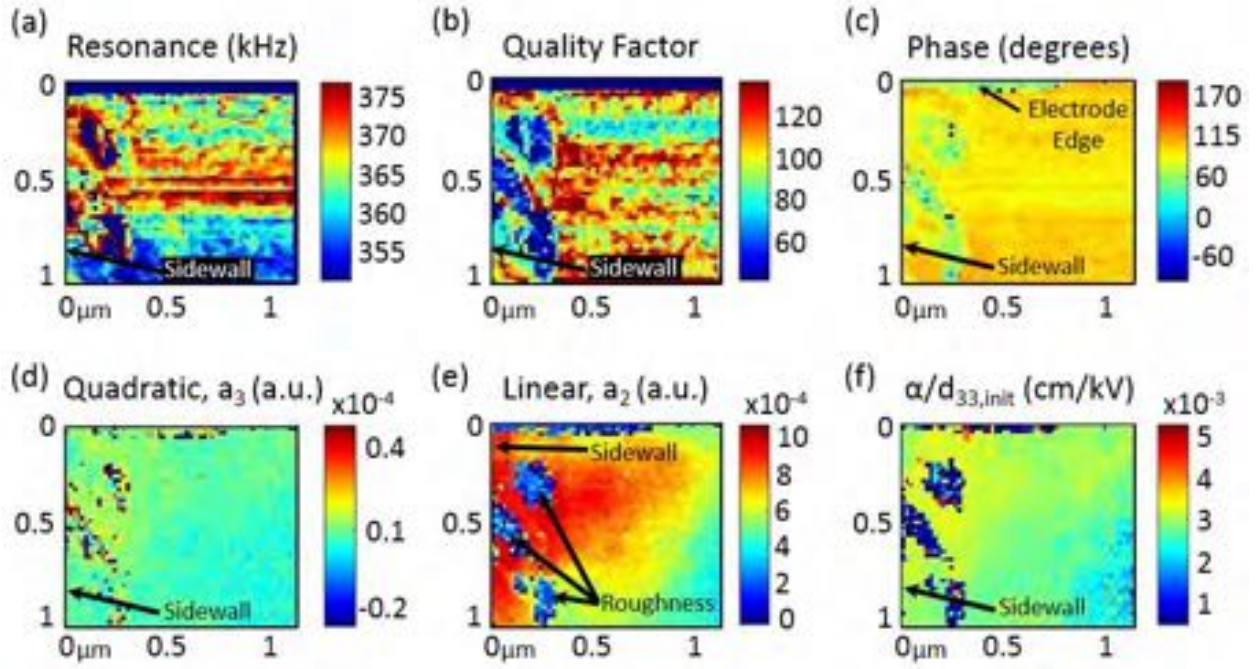 (a)
Resonance (kHz)
0
0.5
1
0μm 0.5 1
375
370
365
360
355
Sidewall
(b)
Quality Factor
0
0.5
1
0μm 0.5 1
120
100
80
60
Sidewall
(c)
Phase (degrees)
0
0.5
1
0μm 0.5 1
170
115
60
0
-60
Electrode
Edge
Sidewall
(d)
Quadratic, a₃ (a.u.)
x10⁻⁴
0
0.5
1
0μm 0.5 1
0.4
0.1
-0.2
Sidewall
(e)
Linear, a₂ (a.u.)
x10⁻⁴
0
0.5
1
0μm 0.5 1
10
8
6
4
2
0
Sidewall
Roughness
(f)
α/d₃₃,init (cm/kV)
x10⁻³
0
0.5
1
0μm 0.5 1
5
4
3
2
1
Sidewall